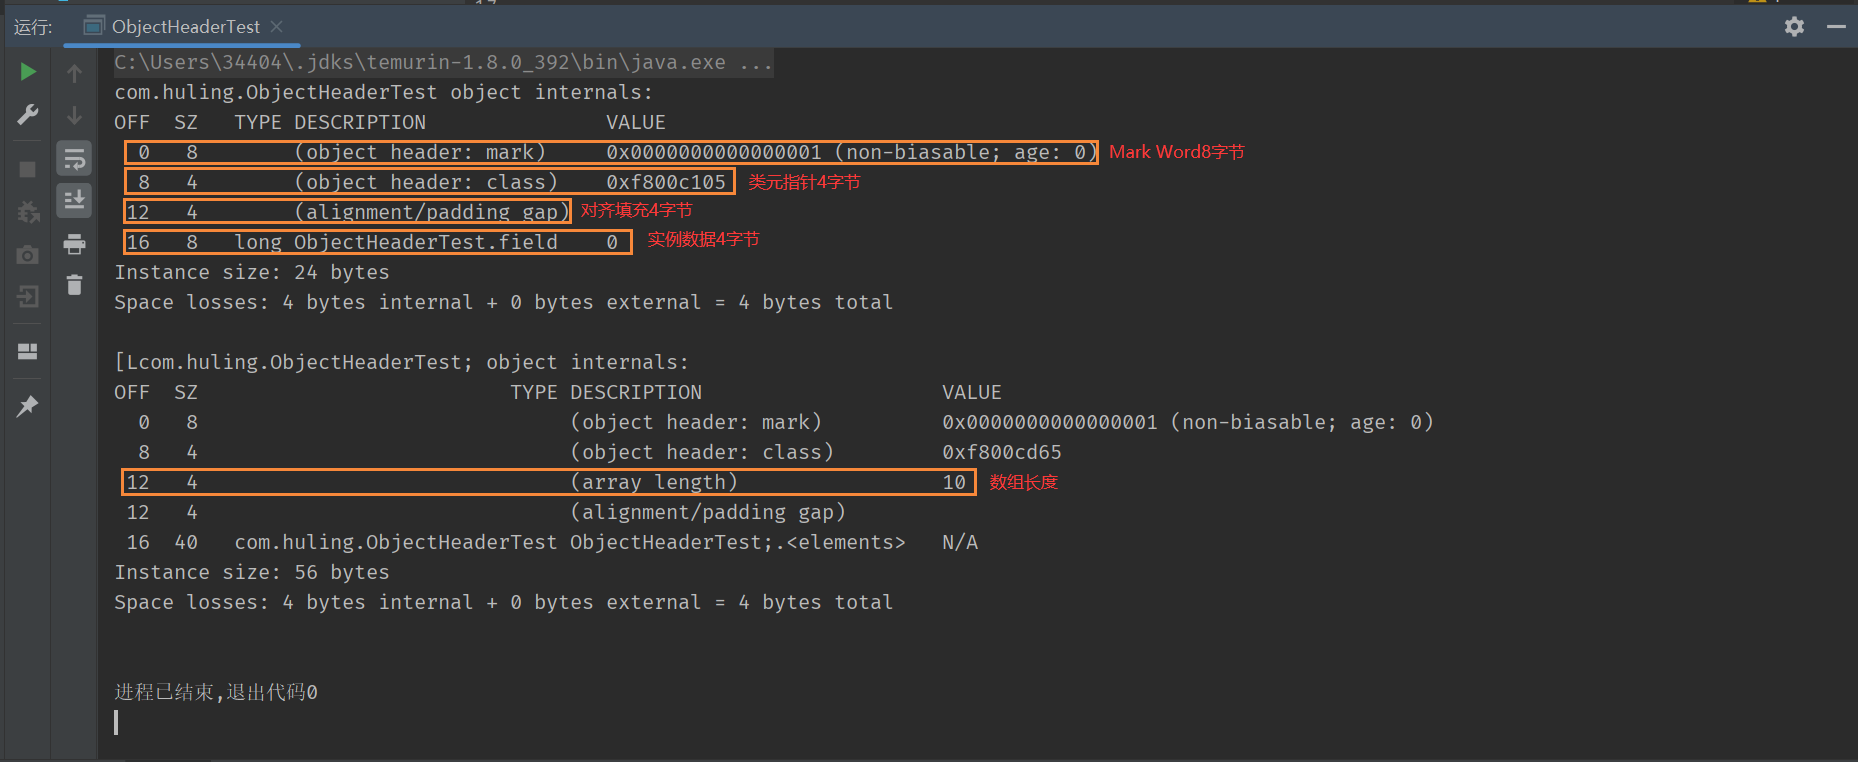 运行: ObjectHeaderTest
C:\Users\34404\.jdks\temurin-1.8.0_392\bin\java.exe ...
com.huling.ObjectHeaderTest object internals:
OFF  SZ   TYPE DESCRIPTION               VALUE
  0   8        (object header: mark)     0x0000000000000001 (non-biasable; age: 0) Mark Word8字节
  8   4        (object header: class)    0xf800c105 类元指针4字节
 12   4        (alignment/padding gap) 对齐填充4字节
 16   8   long ObjectHeaderTest.field    0 实例数据4字节
Instance size: 24 bytes
Space losses: 4 bytes internal + 0 bytes external = 4 bytes total
[Lcom.huling.ObjectHeaderTest; object internals:
OFF  SZ                          TYPE DESCRIPTION                    VALUE
  0   8                               (object header: mark)          0x0000000000000001 (non-biasable; age: 0)
  8   4                               (object header: class)         0xf800cd65
 12   4                               (array length)                 10 数组长度
 12   4                               (alignment/padding gap)
 16  40   com.huling.ObjectHeaderTest ObjectHeaderTest;.<elements>   N/A
Instance size: 56 bytes
Space losses: 4 bytes internal + 0 bytes external = 4 bytes total
进程已结束,退出代码0